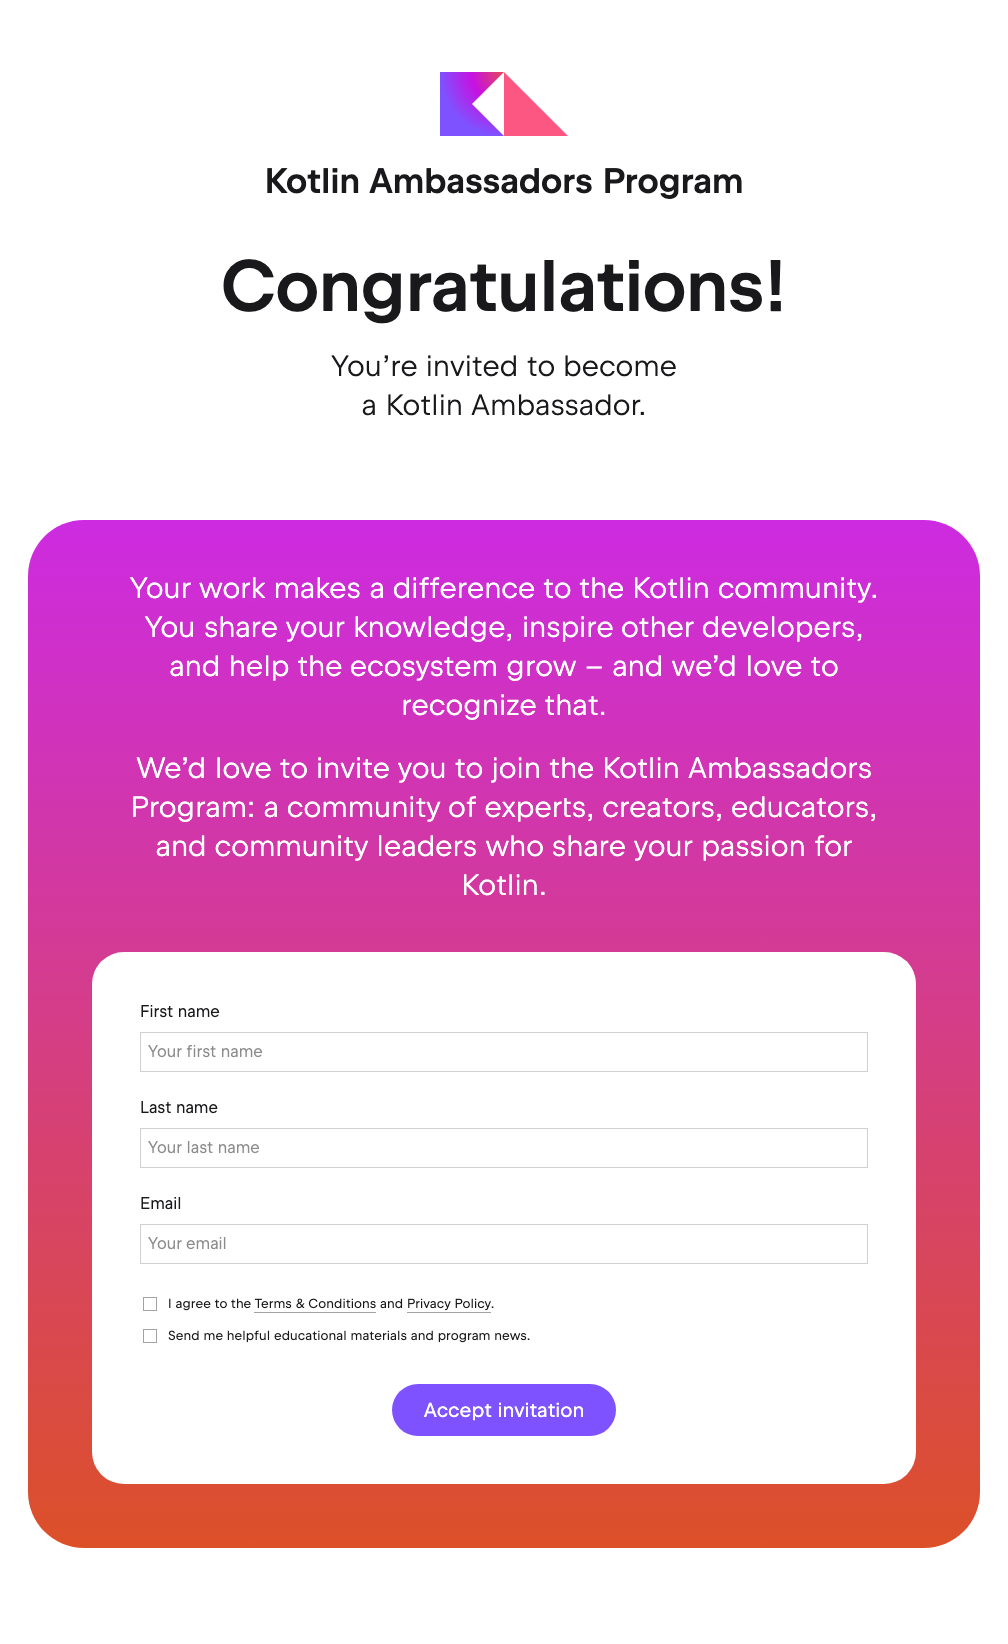 Kotlin Ambassadors Program
Congratulations!
You’re invited to become
a Kotlin Ambassador.
Your work makes a difference to the Kotlin community.
You share your knowledge, inspire other developers,
and help the ecosystem grow – and we’d love to
recognize that.
We’d love to invite you to join the Kotlin Ambassadors
Program: a community of experts, creators, educators,
and community leaders who share your passion for
Kotlin.
First name
Your first name
Last name
Your last name
Email
Your email
I agree to the Terms & Conditions and Privacy Policy.
Send me helpful educational materials and program news.
Accept invitation